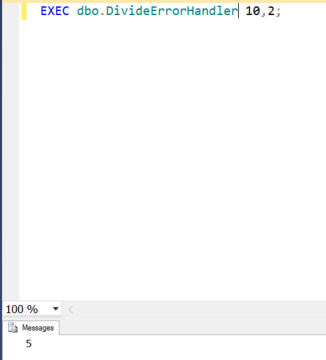 EXEC dbo.DivideErrorHandler 10,2;
100 %
Messages
5